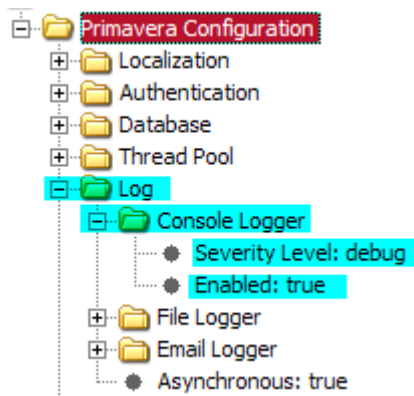 Primavera Configuration
Localization
Authentication
Database
Thread Pool
Log
Console Logger
Severity Level: debug
Enabled: true
File Logger
Email Logger
Asynchronous: true